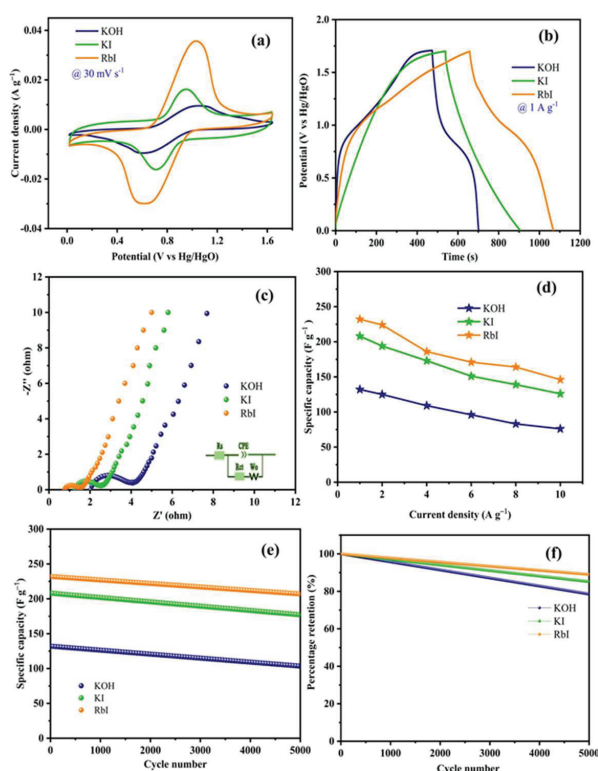 (a)
KOH
KI
RbI
@ 30 mV s⁻¹
Current density (A g⁻¹)
0.04
0.02
0.00
-0.02
-0.04
0.0 0.4 0.8 1.2 1.6
Potential (V vs Hg/HgO)
(b)
KOH
KI
RbI
@ 1 A g⁻¹
Potential (V vs Hg/HgO)
2.0
1.5
1.0
0.5
0.0
0 200 400 600 800 1000 1200
Time (s)
(c)
KOH
KI
RbI
-Z'' (ohm)
10
8
6
4
2
0
0 2 4 6 8 10 12
Z' (ohm)
Rs CPE
Rct Wo
(d)
KOH
KI
RbI
Specific capacity (F g⁻¹)
300
250
200
150
100
50
0
0 2 4 6 8 10
Current density (A g⁻¹)
(e)
KOH
KI
RbI
Specific capacity (F g⁻¹)
300
250
200
150
100
50
0
0 1000 2000 3000 4000 5000
Cycle number
(f)
KOH
KI
RbI
Percentage retention (%)
120
100
80
60
40
20
0
0 1000 2000 3000 4000 5000
Cycle number